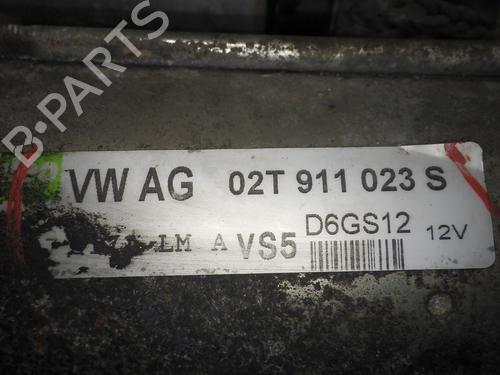 B-PARTS
VW AG 02T 911 023 S
LM A VS5 D6GS12 12V